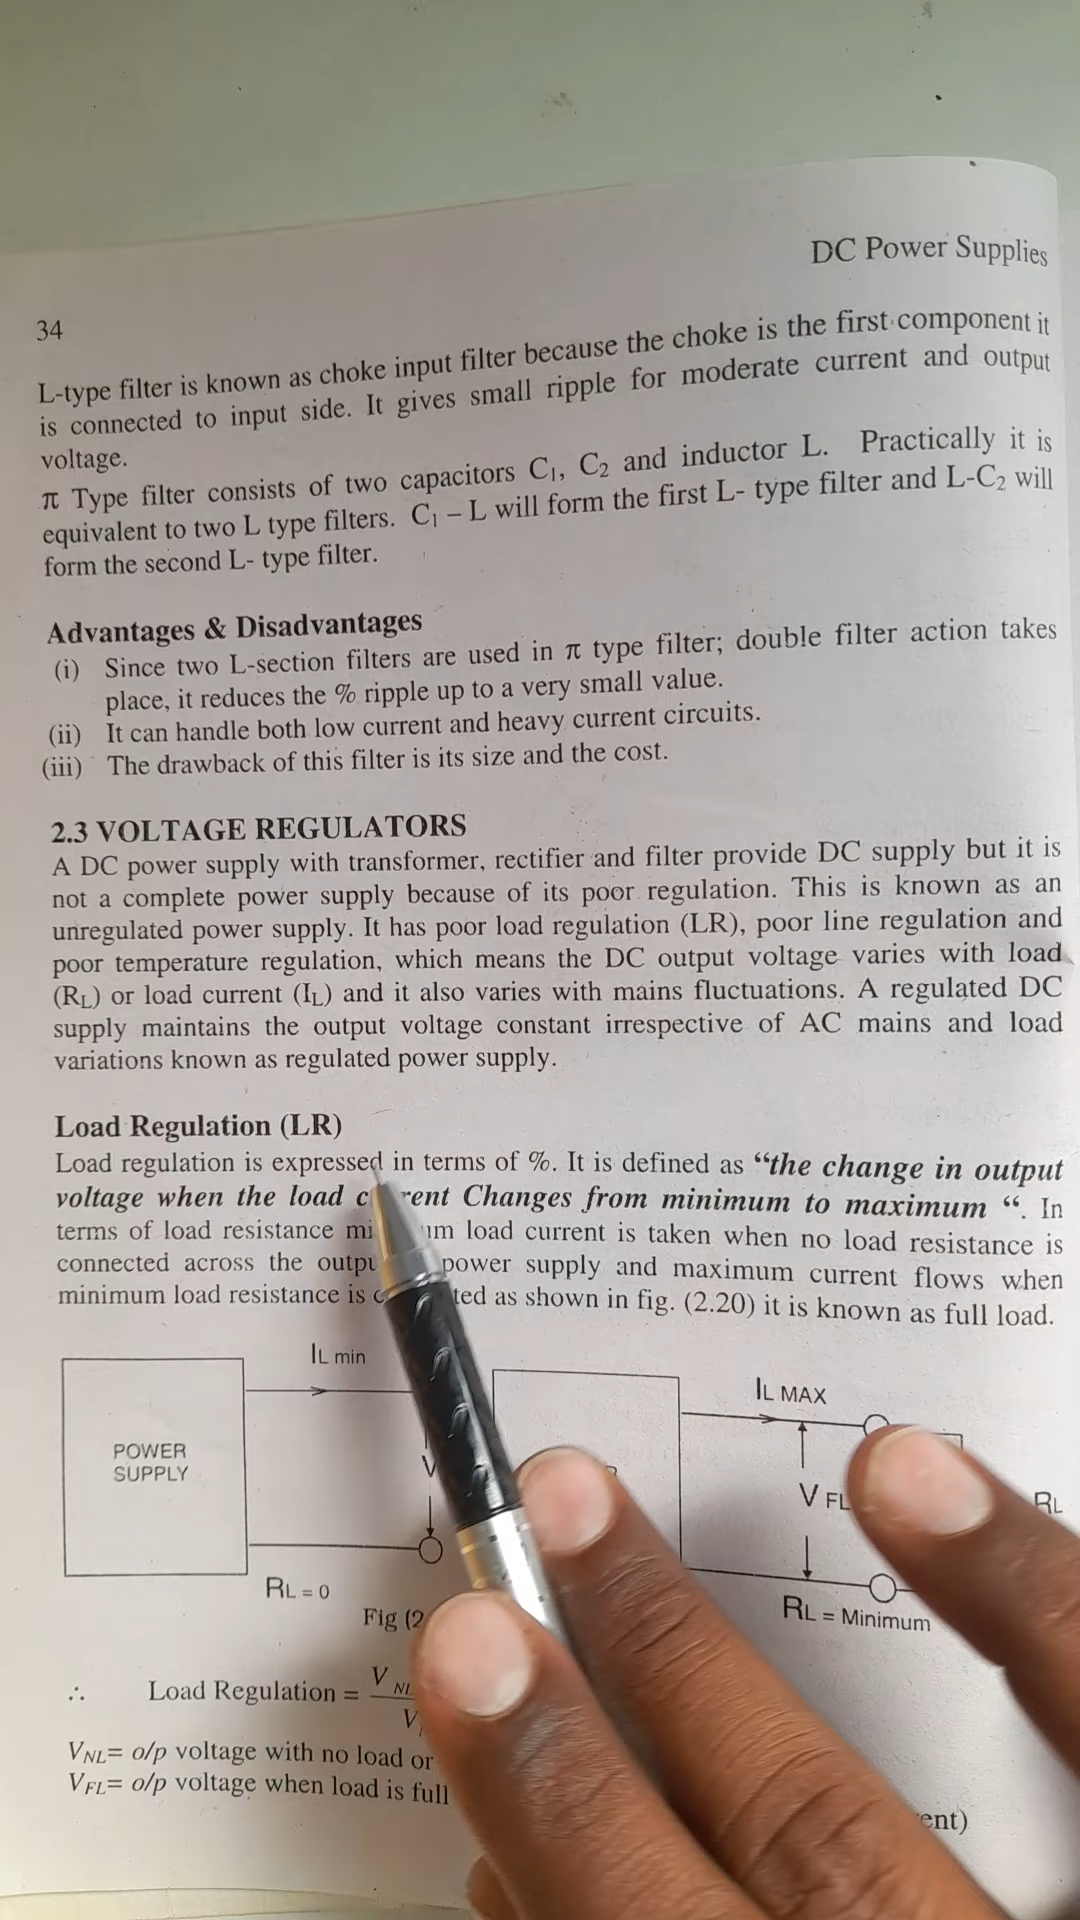 DC Power Supplies
34
L-type filter is known as choke input filter because the choke is the first component it
is connected to input side. It gives small ripple for moderate current and output
voltage.
π Type filter consists of two capacitors C₁, C₂ and inductor L. Practically it is
equivalent to two L type filters. C₁ – L will form the first L- type filter and L-C₂ will
form the second L- type filter.
Advantages & Disadvantages
(i) Since two L-section filters are used in π type filter; double filter action takes
place, it reduces the % ripple up to a very small value.
(ii) It can handle both low current and heavy current circuits.
(iii) The drawback of this filter is its size and the cost.
2.3 VOLTAGE REGULATORS
A DC power supply with transformer, rectifier and filter provide DC supply but it is
not a complete power supply because of its poor regulation. This is known as an
unregulated power supply. It has poor load regulation (LR), poor line regulation and
poor temperature regulation, which means the DC output voltage varies with load
(RL) or load current (IL) and it also varies with mains fluctuations. A regulated DC
supply maintains the output voltage constant irrespective of AC mains and load
variations known as regulated power supply.
Load Regulation (LR)
Load regulation is expressed in terms of %. It is defined as “the change in output
voltage when the load Changes from minimum to maximum “. In
terms of load resistance load current is taken when no load resistance is
connected across the power supply and maximum current flows when
minimum load resistance is as shown in fig. (2.20) it is known as full load.
IL min
IL MAX
POWER
SUPPLY
V
V FL
RL
RL = 0
RL = Minimum
Fig (2
∴ Load Regulation = V NL
V
VNL= o/p voltage with no load or
VFL= o/p voltage when load is full